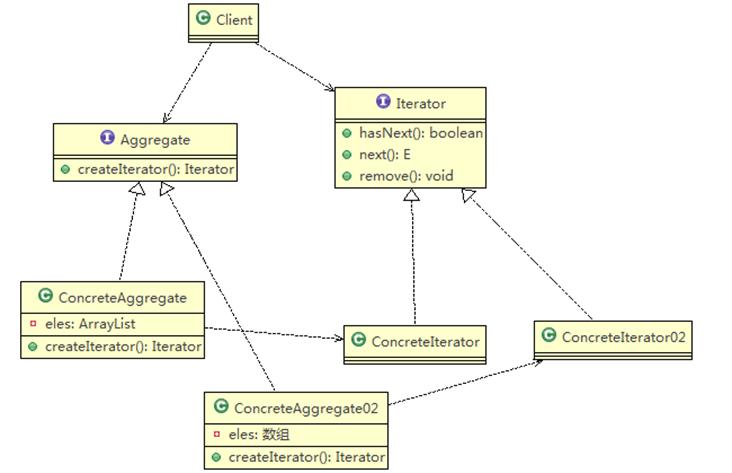 Client
Iterator
hasNext(): boolean
next(): E
remove(): void
Aggregate
createIterator(): Iterator
ConcreteAggregate
eles: ArrayList
createIterator(): Iterator
ConcreteIterator
ConcreteIterator02
ConcreteAggregate02
eles: 数组
createIterator(): Iterator